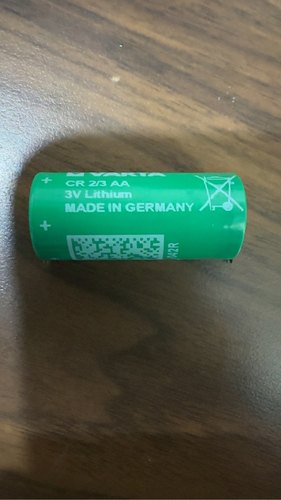 VARTA
CR 2/3 AA
3V Lithium
MADE IN GERMANY
+
+